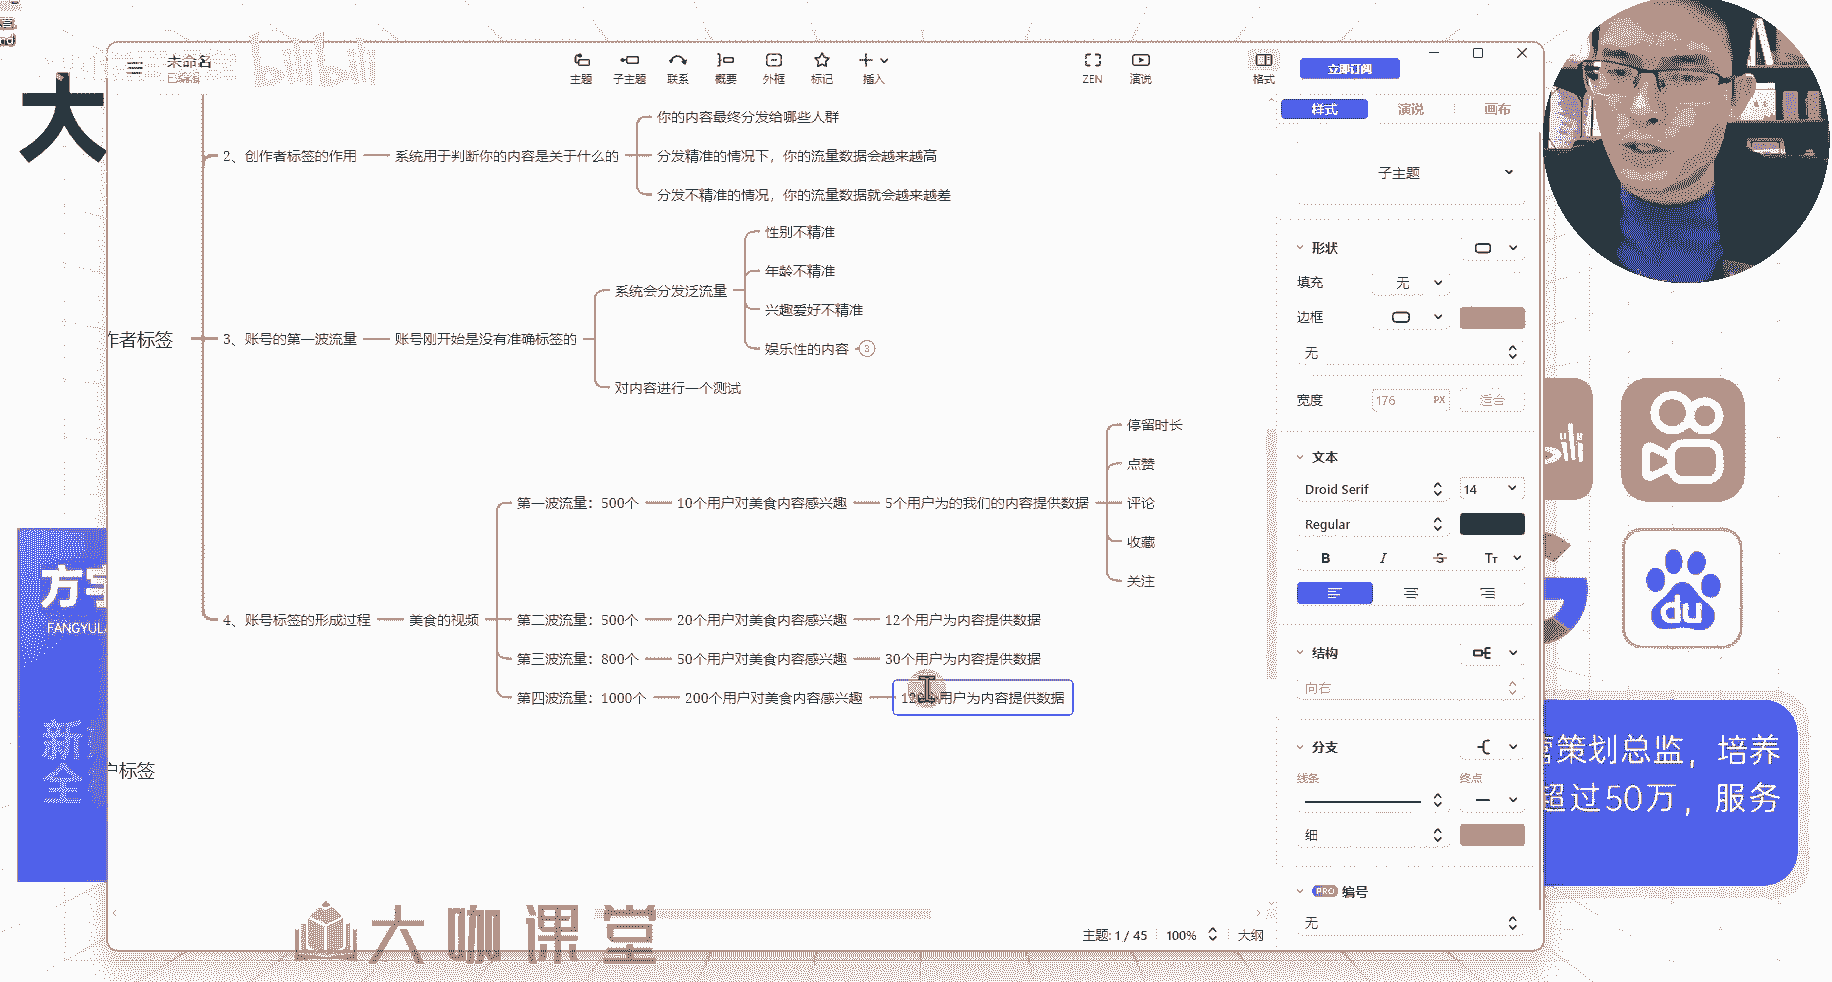 大
bilibili
未命名
已编辑
主题
子主题
联系
概要
外框
标记
插入
ZEN
演说
格式
立即订阅
样式
演说
画布
你的内容最终分发给哪些人群
2、创作者标签的作用
系统用于判断你的内容是关于什么的
分发精准的情况下，你的流量数据会越来越高
分发不精准的情况，你的流量数据就会越来越差
性别不精准
年龄不精准
系统会分发泛流量
兴趣爱好不精准
作者标签
3、账号的第一波流量
账号刚开始是没有准确标签的
娱乐性的内容
3
对内容进行一个测试
停留时长
点赞
第一波流量：500个
10个用户对美食内容感兴趣
5个用户为的我们的内容提供数据
评论
收藏
关注
4、账号标签的形成过程
美食的视频
第二波流量：500个
20个用户对美食内容感兴趣
12个用户为内容提供数据
第三波流量：800个
50个用户对美食内容感兴趣
30个用户为内容提供数据
第四波流量：1000个
200个用户对美食内容感兴趣
用户为内容提供数据
户标签
子主题
形状
填充
无
边框
无
宽度
176
PX
适合
文本
Droid Serif
14
Regular
B
I
S
Tт
结构
向右
分支
线条
终点
细
PRO
编号
无
主题: 1 / 45
100%
大纲
方宇
FANGYULA
新
全
bili
du
营策划总监，培养
超过50万，服务
大咖课堂